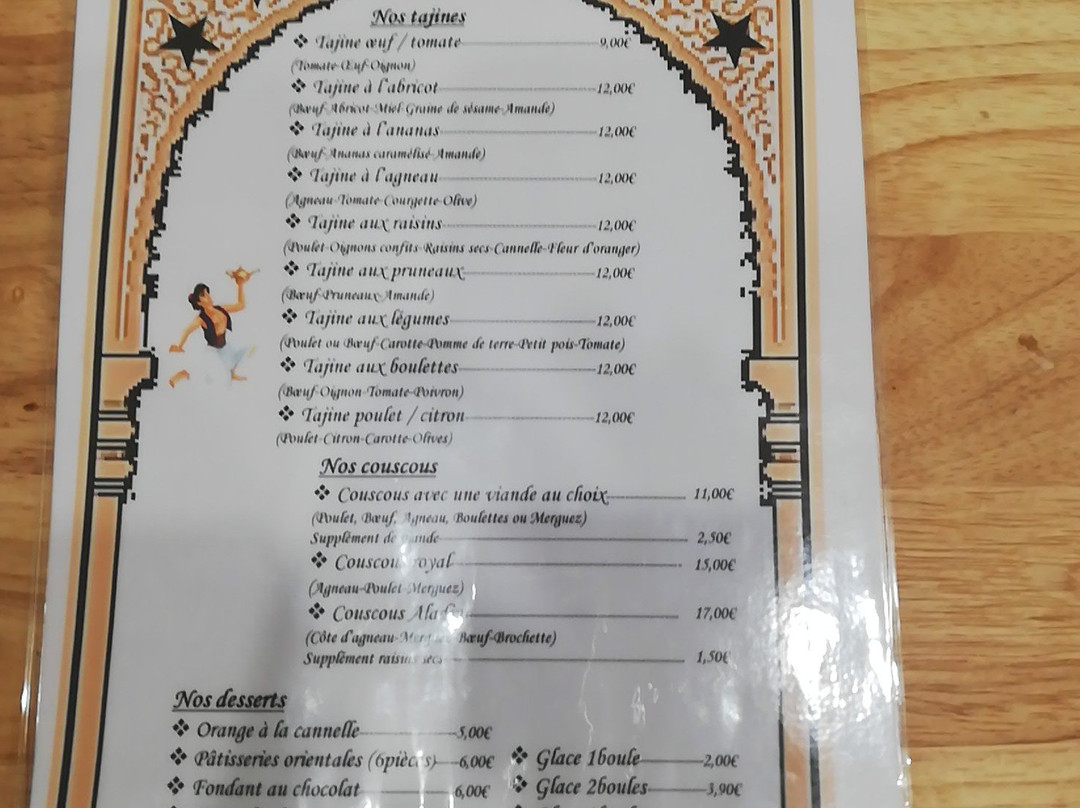 Nos tajines
❖ Tajine œuf / tomate 9,00€
(Tomate-Œuf-Oignon)
❖ Tajine à l'abricot 12,00€
(Bœuf-Abricot-Miel-Graine de sésame-Amande)
❖ Tajine à l'ananas 12,00€
(Bœuf-Ananas caramélisé-Amande)
❖ Tajine à l'agneau 12,00€
(Agneau-Tomate-Courgette-Olive)
❖ Tajine aux raisins 12,00€
(Poulet-Oignons confits-Raisins secs-Cannelle-Fleur d'oranger)
❖ Tajine aux pruneaux 12,00€
(Bœuf-Pruneaux-Amande)
❖ Tajine aux légumes 12,00€
(Poulet ou Bœuf-Carotte-Pomme de terre-Petit pois-Tomate)
❖ Tajine aux boulettes 12,00€
(Bœuf-Oignon-Tomate-Poivron)
❖ Tajine poulet / citron 12,00€
(Poulet-Citron-Carotte-Olives)
Nos couscous
❖ Couscous avec une viande au choix 11,00€
(Poulet, Bœuf, Agneau, Boulettes ou Merguez)
Supplément de viande 2,50€
❖ Couscous royal 15,00€
(Agneau-Poulet-Merguez)
❖ Couscous 17,00€
(Côte d'agneau-Merguez-Bœuf-Brochette)
Supplément raisins secs 1,50€
Nos desserts
❖ Orange à la cannelle 5,00€
❖ Pâtisseries orientales (6pièces) 6,00€
❖ Glace 1boule 2,00€
❖ Fondant au chocolat 6,00€
❖ Glace 2boules 3,90€